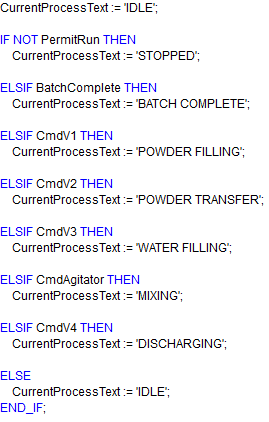 CurrentProcessText := 'IDLE';
IF NOT PermitRun THEN
CurrentProcessText := 'STOPPED';
ELSIF BatchComplete THEN
CurrentProcessText := 'BATCH COMPLETE';
ELSIF CmdV1 THEN
CurrentProcessText := 'POWDER FILLING';
ELSIF CmdV2 THEN
CurrentProcessText := 'POWDER TRANSFER';
ELSIF CmdV3 THEN
CurrentProcessText := 'WATER FILLING';
ELSIF CmdAgitator THEN
CurrentProcessText := 'MIXING';
ELSIF CmdV4 THEN
CurrentProcessText := 'DISCHARGING';
ELSE
CurrentProcessText := 'IDLE';
END_IF;